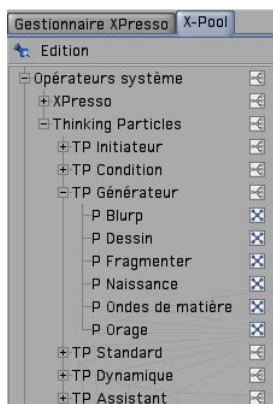 Gestionnaire XPresso X-Pool
Edition
Opérateurs système
XPresso
Thinking Particles
TP Initiateur
TP Condition
TP Générateur
P Blurp
P Dessin
P Fragmenter
P Naissance
P Ondes de matière
P Orage
TP Standard
TP Dynamique
TP Assistant